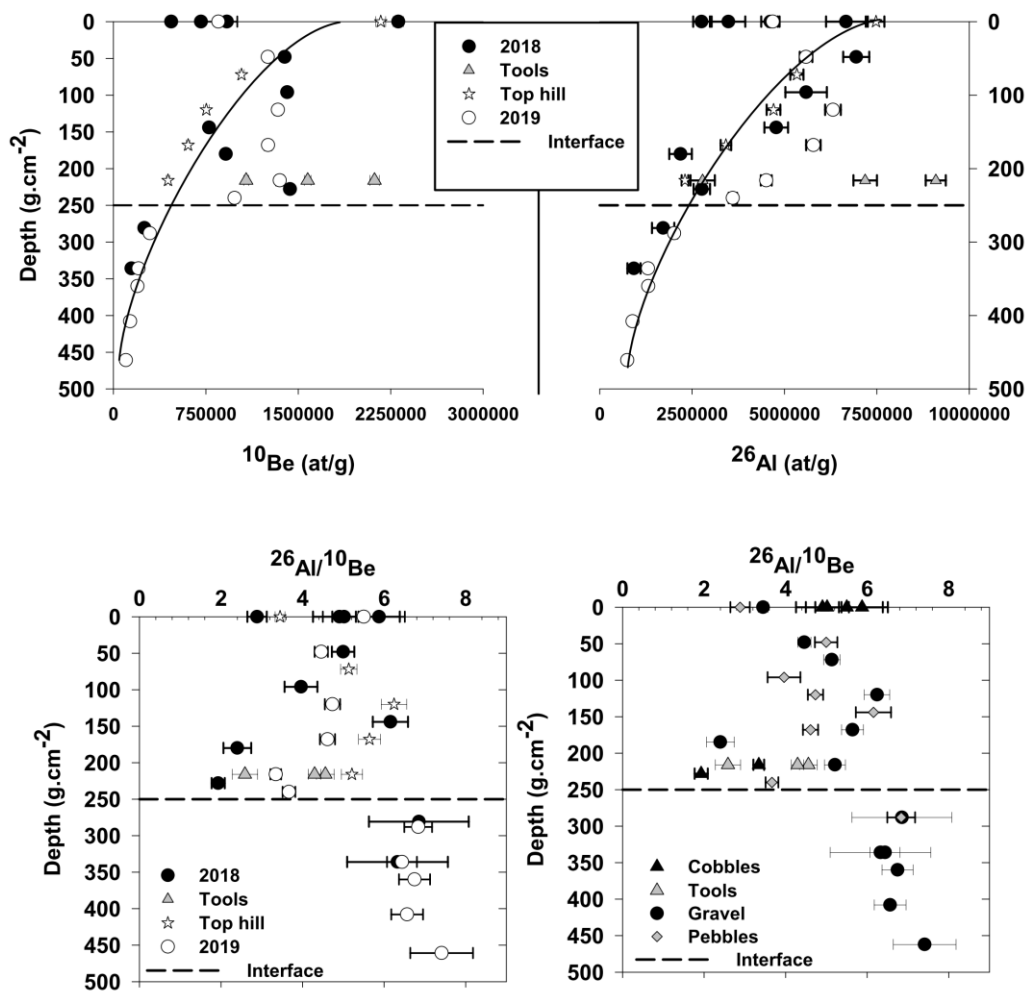 0
50
100
150
200
250
300
350
400
450
500
Depth (g.cm-2)
0 750000 1500000 2250000 3000000
10Be (at/g)
2018
Tools
Top hill
2019
Interface
0
50
100
150
200
250
300
350
400
450
500
Depth (g.cm-2)
0 2500000 5000000 7500000 10000000
26Al (at/g)
26Al/10Be
0 2 4 6 8
0
50
100
150
200
250
300
350
400
450
500
Depth (g.cm-2)
2018
Tools
Top hill
2019
Interface
26Al/10Be
0 2 4 6 8
0
50
100
150
200
250
300
350
400
450
500
Depth (g.cm-2)
Cobbles
Tools
Gravel
Pebbles
Interface